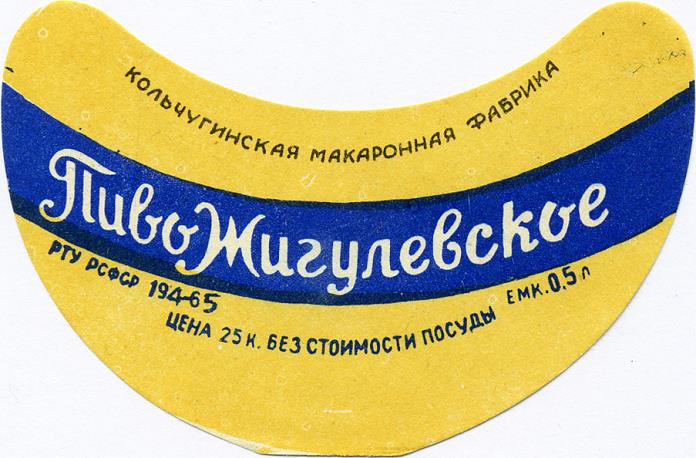 КОЛЬЧУГИНСКАЯ МАКАРОННАЯ ФАБРИКА
Пиво Жигулевское
РТУ РСФСР 194-65 ЕМК. 0,5 л
ЦЕНА 25 к. БЕЗ СТОИМОСТИ ПОСУДЫ